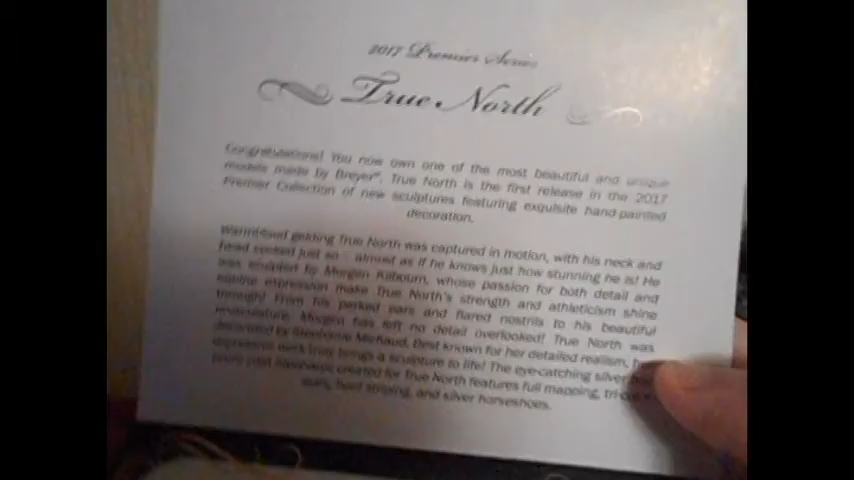 2017 Premier Series
True North
Congratulations! You now own one of the most beautiful and unique
models made by Breyer®. True North is the first release in the 2017
Premier Collection of new sculptures featuring exquisite hand painted
decoration.
Warmblood gelding True North was captured in motion, with his neck and
head cocked just so - almost as if he knows just how stunning he is! He
was sculpted by Morgen Kilbourn, whose passion for both detail and
equine expression make True North's strength and athleticism shine
through! From his perked ears and flared nostrils to his beautiful
musculature, Morgen has left no detail overlooked! True North was
decorated by Stephanie Michaud. Best known for her detailed realism,
expressive work truly brings a sculpture to life! The eye-catching silver
created for True North features full mapping,
eyes, hoof striping, and silver horseshoes.